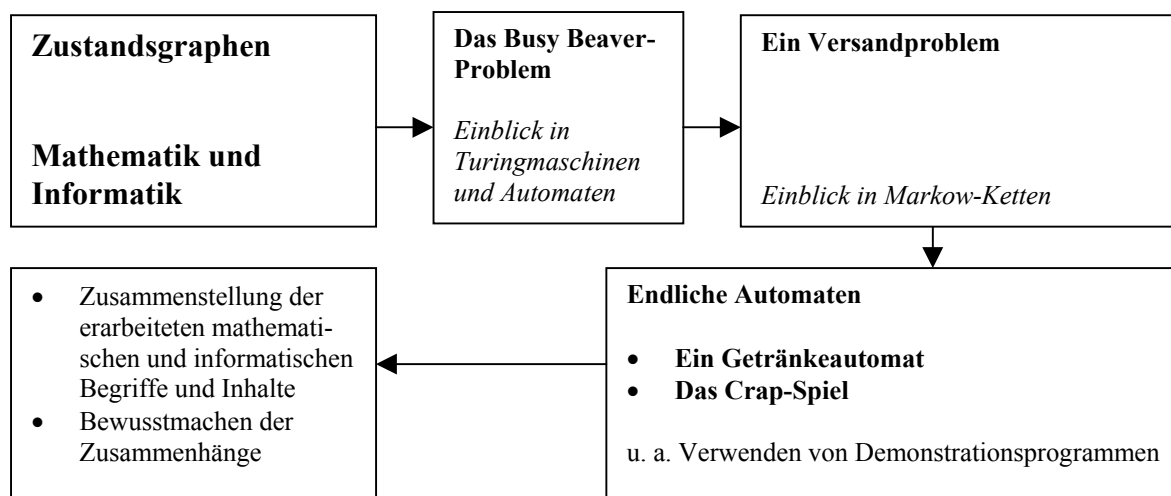 Zustandsgraphen
Mathematik und
Informatik
Das Busy Beaver-
Problem
Einblick in
Turingmaschinen
und Automaten
Ein Versandproblem
Einblick in Markow-Ketten
Endliche Automaten
• Ein Getränkeautomat
• Das Crap-Spiel
u. a. Verwenden von Demonstrationsprogrammen
• Zusammenstellung der
erarbeiteten mathemati-
schen und informatischen
Begriffe und Inhalte
• Bewusstmachen der
Zusammenhänge